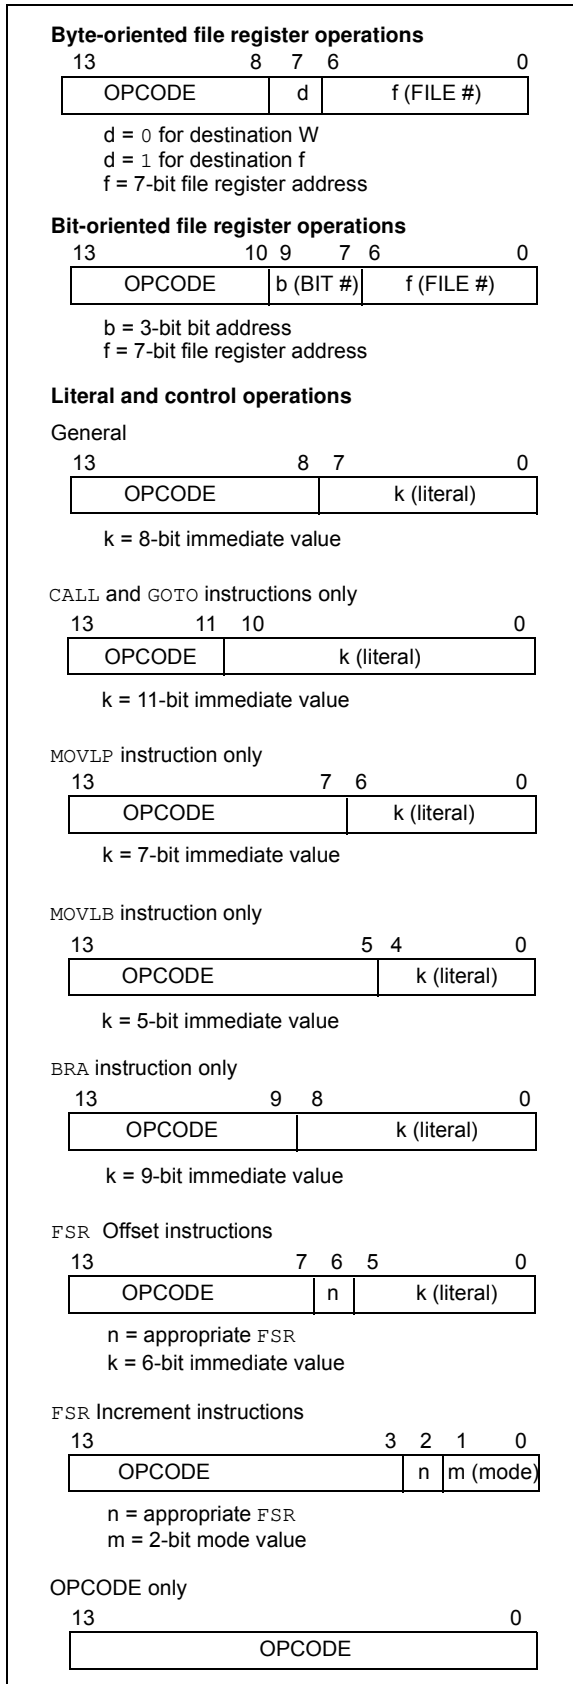 Byte-oriented file register operations
13 8 7 6 0
OPCODE d f (FILE #)
d = 0 for destination W
d = 1 for destination f
f = 7-bit file register address
Bit-oriented file register operations
13 10 9 7 6 0
OPCODE b (BIT #) f (FILE #)
b = 3-bit bit address
f = 7-bit file register address
Literal and control operations
General
13 8 7 0
OPCODE k (literal)
k = 8-bit immediate value
CALL and GOTO instructions only
13 11 10 0
OPCODE k (literal)
k = 11-bit immediate value
MOVLP instruction only
13 7 6 0
OPCODE k (literal)
k = 7-bit immediate value
MOVLB instruction only
13 5 4 0
OPCODE k (literal)
k = 5-bit immediate value
BRA instruction only
13 9 8 0
OPCODE k (literal)
k = 9-bit immediate value
FSR Offset instructions
13 7 6 5 0
OPCODE n k (literal)
n = appropriate FSR
k = 6-bit immediate value
FSR Increment instructions
13 3 2 1 0
OPCODE n m (mode)
n = appropriate FSR
m = 2-bit mode value
OPCODE only
13 0
OPCODE